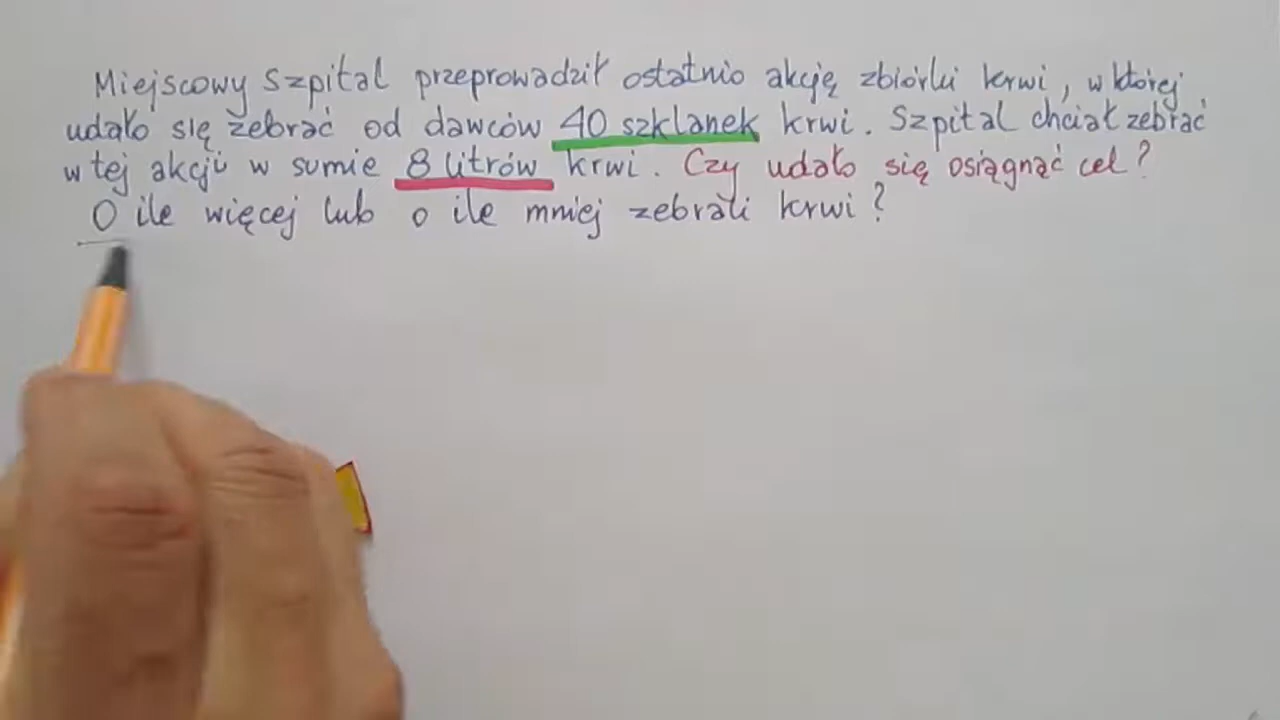 Miejscowy szpital przeprowadził ostatnio akcję zbiórki krwi, w której
udało się zebrać od dawców 40 szklanek krwi. Szpital chciał zebrać
w tej akcji w sumie 8 litrów krwi. Czy udało się osiągnąć cel?
O ile więcej lub o ile mniej zebrali krwi?